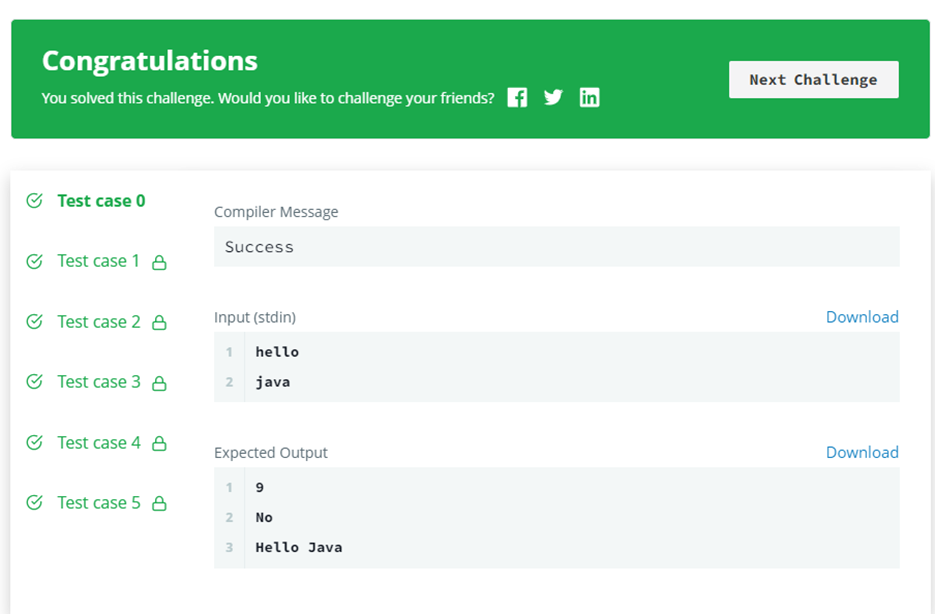 Congratulations
You solved this challenge. Would you like to challenge your friends?
Next Challenge
Test case 0
Test case 1
Test case 2
Test case 3
Test case 4
Test case 5
Compiler Message
Success
Input (stdin)
Download
1 hello
2 java
Expected Output
Download
1 9
2 No
3 Hello Java